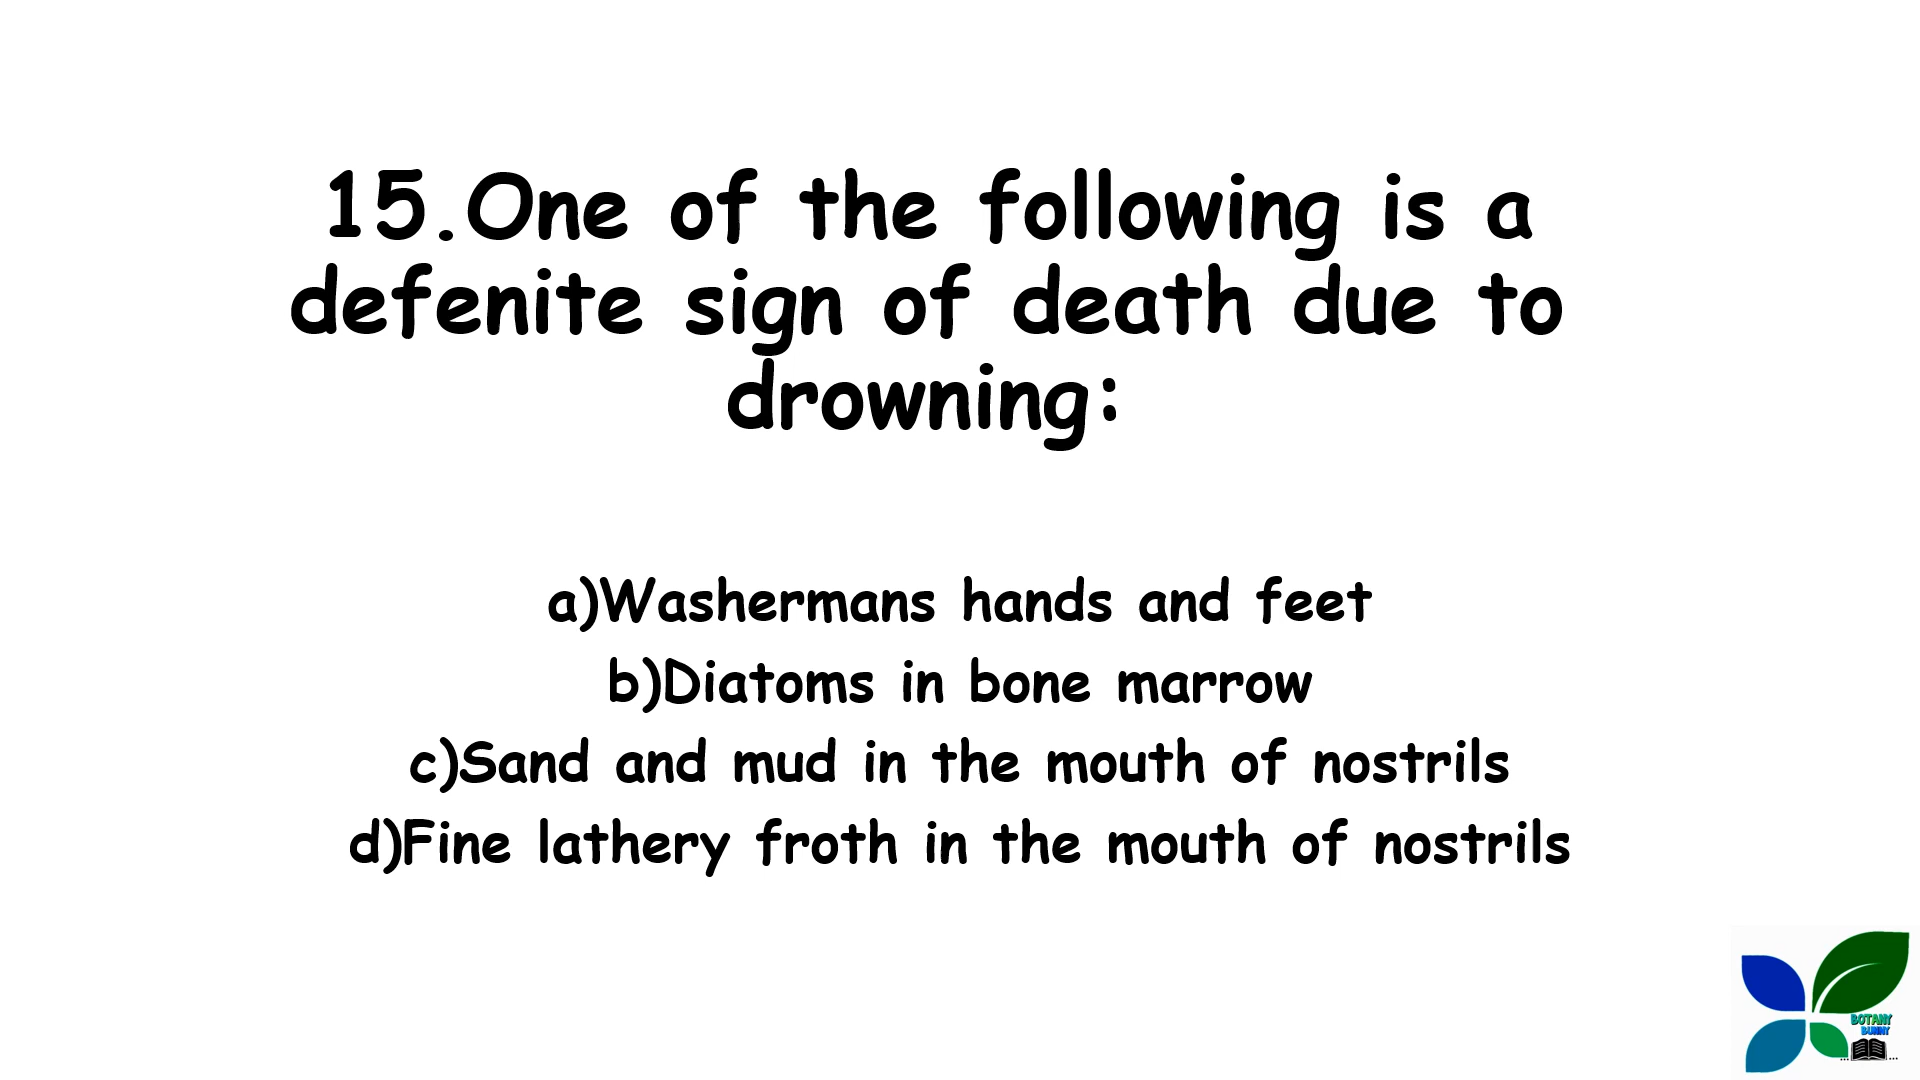 15.One of the following is a
defenite sign of death due to
drowning:
a)Washermans hands and feet
b)Diatoms in bone marrow
c)Sand and mud in the mouth of nostrils
d)Fine lathery froth in the mouth of nostrils
BOTANY
BUNNY